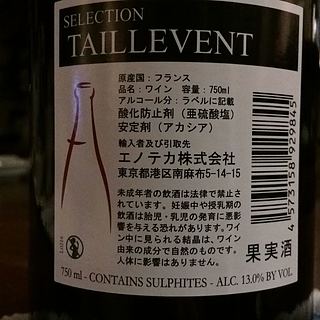 SELECTION
TAILLEVENT
原産国：フランス
品名：ワイン 容量：750ml
アルコール分：ラベルに記載
酸化防止剤（亜硫酸塩）
安定剤（アカシア）
輸入者及び引取先
エノテカ株式会社
東京都港区南麻布5-14-15
未成年者の飲酒は法律で禁止され
ています。妊娠中や授乳期の
飲酒は胎児・乳児の発育に悪影
響を与える恐れがあります。ワイ
ン中に見られる結晶は、ワイン
由来の成分で自然のものです。
人体に影響はありません。
果実酒
4573158929845
750 ml - CONTAINS SULPHITES - ALC. 13.0% BY VOL.